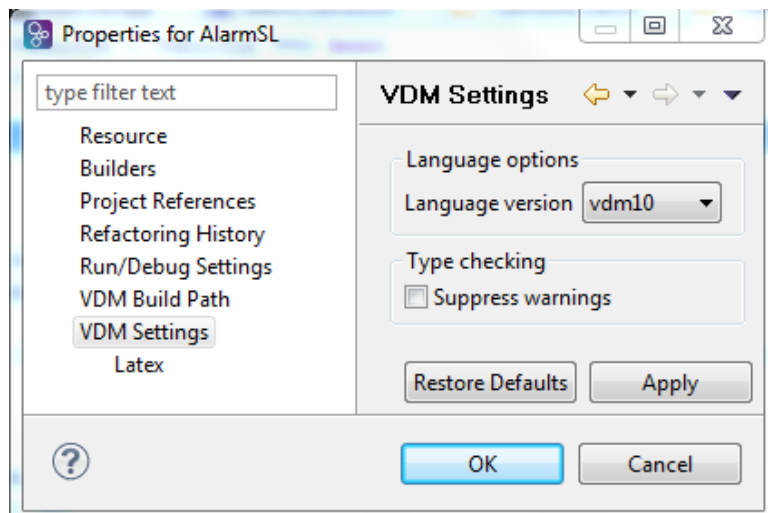 Properties for AlarmSL
type filter text
Resource
Builders
Project References
Refactoring History
Run/Debug Settings
VDM Build Path
VDM Settings
Latex
VDM Settings
Language options
Language version vdm10
Type checking
Suppress warnings
Restore Defaults Apply
? OK Cancel